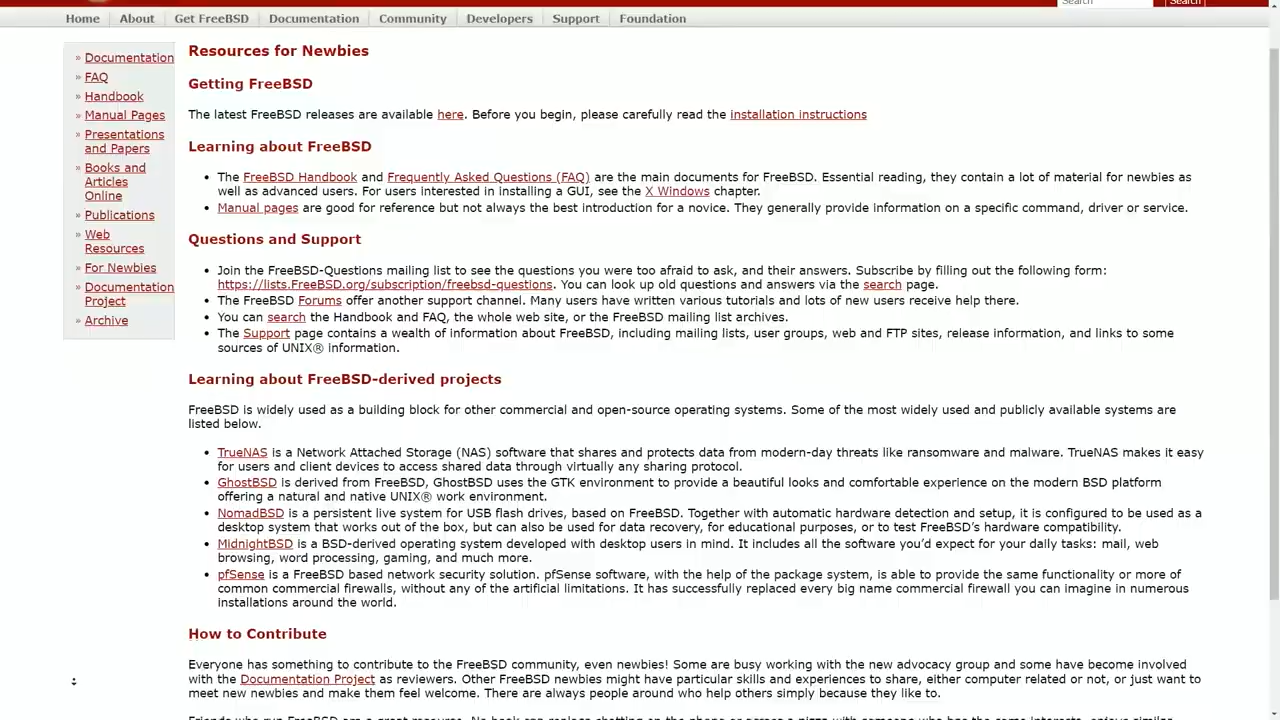 Search Search
Home About Get FreeBSD Documentation Community Developers Support Foundation
» Documentation
» FAQ
» Handbook
» Manual Pages
» Presentations
and Papers
» Books and
Articles
Online
» Publications
» Web
Resources
» For Newbies
» Documentation
Project
» Archive
Resources for Newbies
Getting FreeBSD
The latest FreeBSD releases are available here. Before you begin, please carefully read the installation instructions
Learning about FreeBSD
• The FreeBSD Handbook and Frequently Asked Questions (FAQ) are the main documents for FreeBSD. Essential reading, they contain a lot of material for newbies as
well as advanced users. For users interested in installing a GUI, see the X Windows chapter.
• Manual pages are good for reference but not always the best introduction for a novice. They generally provide information on a specific command, driver or service.
Questions and Support
• Join the FreeBSD-Questions mailing list to see the questions you were too afraid to ask, and their answers. Subscribe by filling out the following form:
https://lists.FreeBSD.org/subscription/freebsd-questions. You can look up old questions and answers via the search page.
• The FreeBSD Forums offer another support channel. Many users have written various tutorials and lots of new users receive help there.
• You can search the Handbook and FAQ, the whole web site, or the FreeBSD mailing list archives.
• The Support page contains a wealth of information about FreeBSD, including mailing lists, user groups, web and FTP sites, release information, and links to some
sources of UNIX® information.
Learning about FreeBSD-derived projects
FreeBSD is widely used as a building block for other commercial and open-source operating systems. Some of the most widely used and publicly available systems are
listed below.
• TrueNAS is a Network Attached Storage (NAS) software that shares and protects data from modern-day threats like ransomware and malware. TrueNAS makes it easy
for users and client devices to access shared data through virtually any sharing protocol.
• GhostBSD is derived from FreeBSD, GhostBSD uses the GTK environment to provide a beautiful looks and comfortable experience on the modern BSD platform
offering a natural and native UNIX® work environment.
• NomadBSD is a persistent live system for USB flash drives, based on FreeBSD. Together with automatic hardware detection and setup, it is configured to be used as a
desktop system that works out of the box, but can also be used for data recovery, for educational purposes, or to test FreeBSD’s hardware compatibility.
• MidnightBSD is a BSD-derived operating system developed with desktop users in mind. It includes all the software you’d expect for your daily tasks: mail, web
browsing, word processing, gaming, and much more.
• pfSense is a FreeBSD based network security solution. pfSense software, with the help of the package system, is able to provide the same functionality or more of
common commercial firewalls, without any of the artificial limitations. It has successfully replaced every big name commercial firewall you can imagine in numerous
installations around the world.
How to Contribute
Everyone has something to contribute to the FreeBSD community, even newbies! Some are busy working with the new advocacy group and some have become involved
with the Documentation Project as reviewers. Other FreeBSD newbies might have particular skills and experiences to share, either computer related or not, or just want to
meet new newbies and make them feel welcome. There are always people around who help others simply because they like to.
Friends who run FreeBSD are a great resource. No book can replace chatting on the phone or across a pizza with someone who has the same interests, enjoys similar